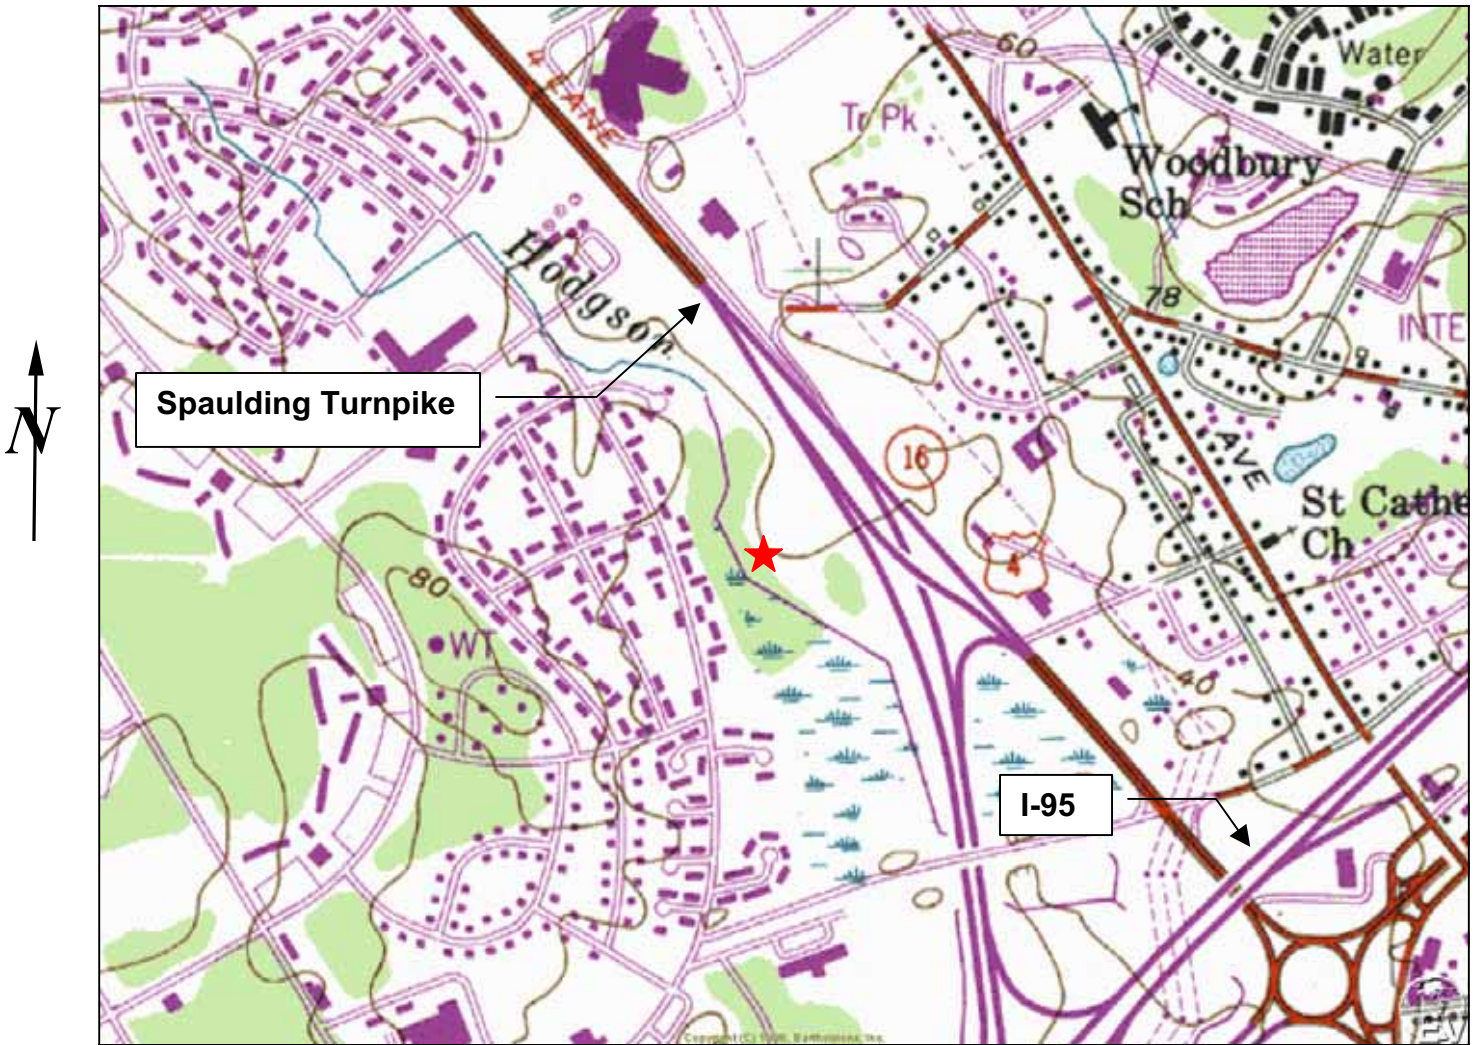 4 LANE
60
Water
Tr Pk
Woodbury
Sch
Hodgson
78
INTE
Spaulding Turnpike
N
16
AVE
St Cathe
Ch
4
80
WT
40
I-95